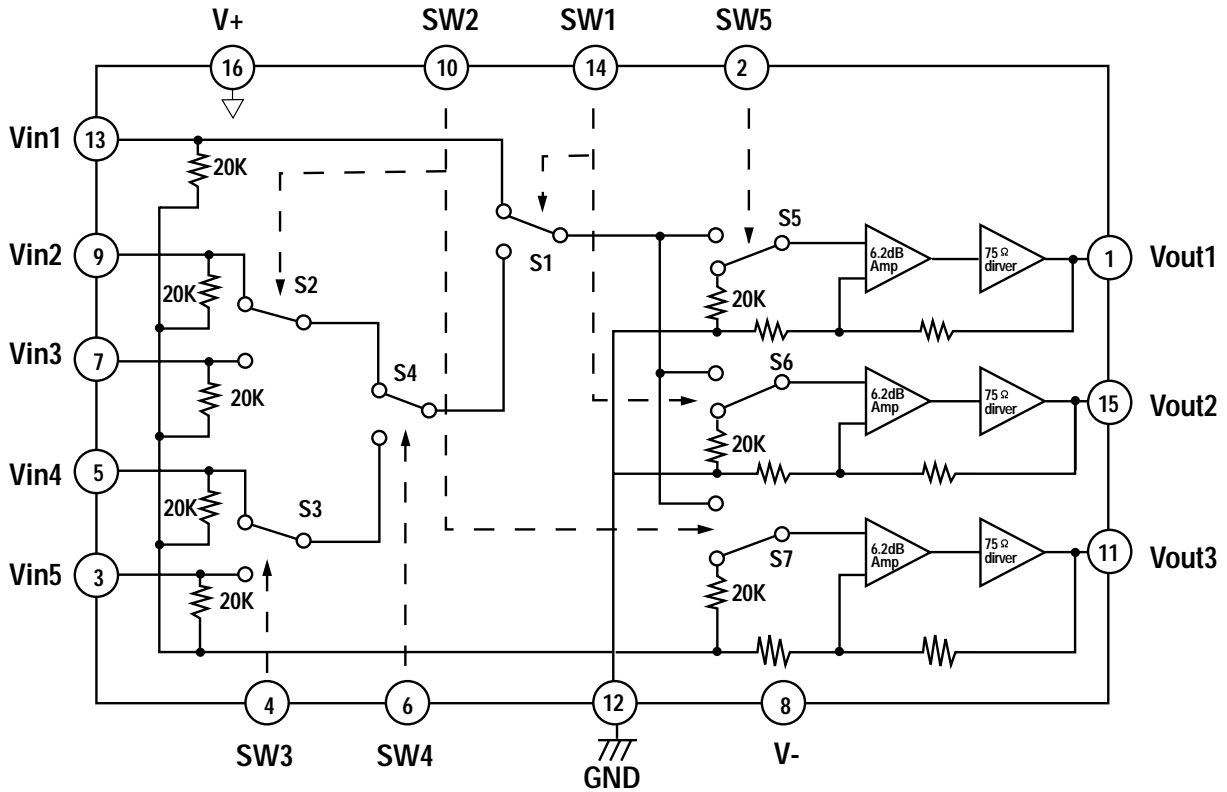 V+ SW2 SW1 SW5
16 10 14 2
Vin1 13
20K
Vin2 9
20K
S2
S1
S5
20K
6.2dB
Amp
75 Ω
dirver
1 Vout1
Vin3 7
20K
S4
S6
20K
6.2dB
Amp
75 Ω
dirver
15 Vout2
Vin4 5
20K
S3
Vin5 3
20K
S7
20K
6.2dB
Amp
75 Ω
dirver
11 Vout3
4 6 12 8
SW3 SW4 GND V-